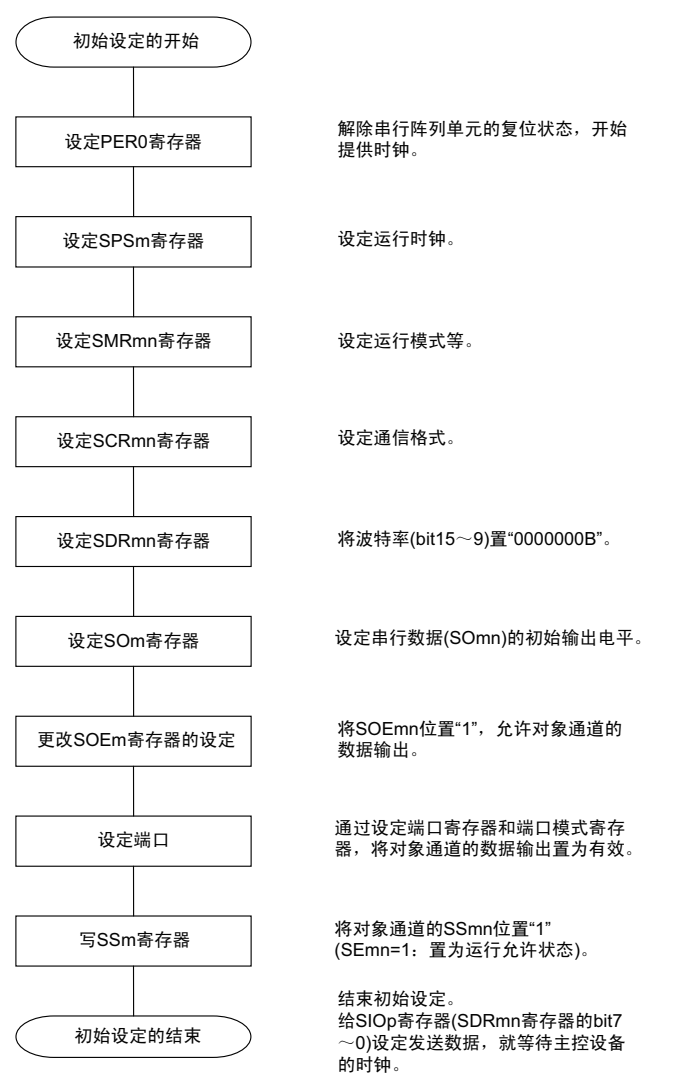 初始设定的开始
设定PER0寄存器
解除串行阵列单元的复位状态，开始
提供时钟。
设定SPSm寄存器
设定运行时钟。
设定SMRmn寄存器
设定运行模式等。
设定SCRmn寄存器
设定通信格式。
设定SDRmn寄存器
将波特率(bit15～9)置“0000000B”。
设定SOm寄存器
设定串行数据(SOmn)的初始输出电平。
更改SOEm寄存器的设定
将SOEmn位置“1”，允许对象通道的
数据输出。
设定端口
通过设定端口寄存器和端口模式寄存
器，将对象通道的数据输出置为有效。
写SSm寄存器
将对象通道的SSmn位置“1”
(SEmn=1：置为运行允许状态)。
初始设定的结束
结束初始设定。
给SIOp寄存器(SDRmn寄存器的bit7
～0)设定发送数据，就等待主控设备
的时钟。